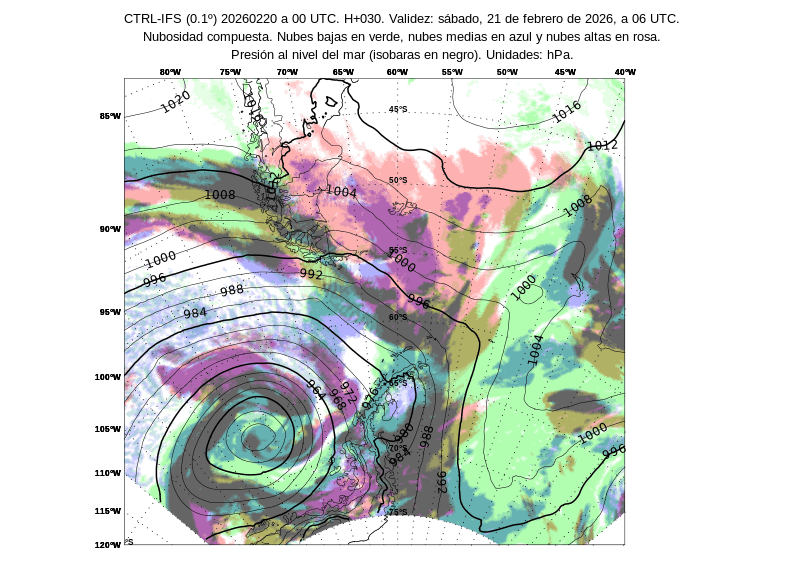 CTRL-IFS (0.1º) 20260220 a 00 UTC. H+030. Validez: sábado, 21 de febrero de 2026, a 06 UTC.
Nubosidad compuesta. Nubes bajas en verde, nubes medias en azul y nubes altas en rosa.
Presión al nivel del mar (isobaras en negro). Unidades: hPa.
80ºW 75ºW 70ºW 65ºW 60ºW 55ºW 50ºW 45ºW 40ºW
1020 1016
85ºW 45ºS
1012
50ºS
1008 1012 1004
1008
90ºW
55ºS
1000 1000
996 992 1000
988 996
95ºW 984
60ºS
1004
100ºW
964 972 65ºS
968 976
105ºW 980 988 1000
70ºS 996
110ºW 984
992
115ºW 75ºS
120ºW ºS